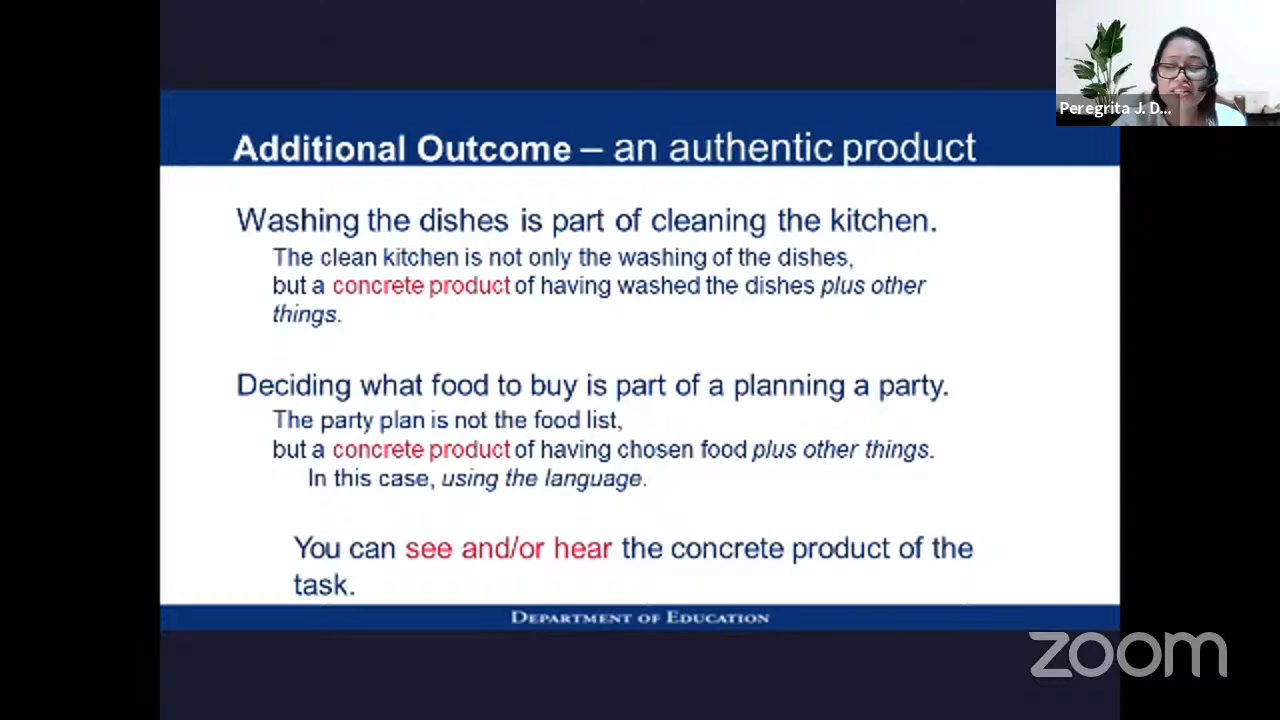 Peregrita J. D...
Additional Outcome – an authentic product
Washing the dishes is part of cleaning the kitchen.
The clean kitchen is not only the washing of the dishes,
but a concrete product of having washed the dishes plus other
things.
Deciding what food to buy is part of a planning a party.
The party plan is not the food list,
but a concrete product of having chosen food plus other things.
In this case, using the language.
You can see and/or hear the concrete product of the
task.
DEPARTMENT OF EDUCATION
zoom